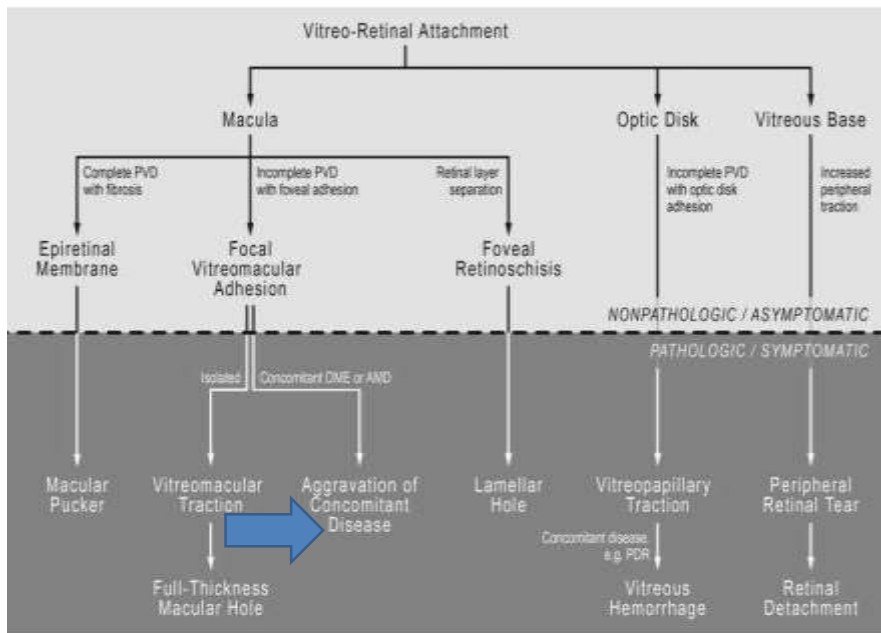 Vitreo-Retinal Attachment
Macula
Optic Disk
Vitreous Base
Complete PVD
with fibrosis
Incomplete PVD
with foveal adhesion
Retinal layer
separation
Incomplete PVD
with optic disk
adhesion
Increased
peripheral
traction
Epiretinal
Membrane
Focal
Vitreomacular
Adhesion
Foveal
Retinoschisis
NONPATHOLOGIC / ASYMPTOMATIC
PATHOLOGIC / SYMPTOMATIC
Isolated
Concomitant DME or AMD
Macular
Pucker
Vitreomacular
Traction
Aggravation of
Concomitant
Disease
Lamellar
Hole
Vitreopapillary
Traction
Peripheral
Retinal Tear
Concomitant disease,
e.g. PDR
Full-Thickness
Macular Hole
Vitreous
Hemorrhage
Retinal
Detachment